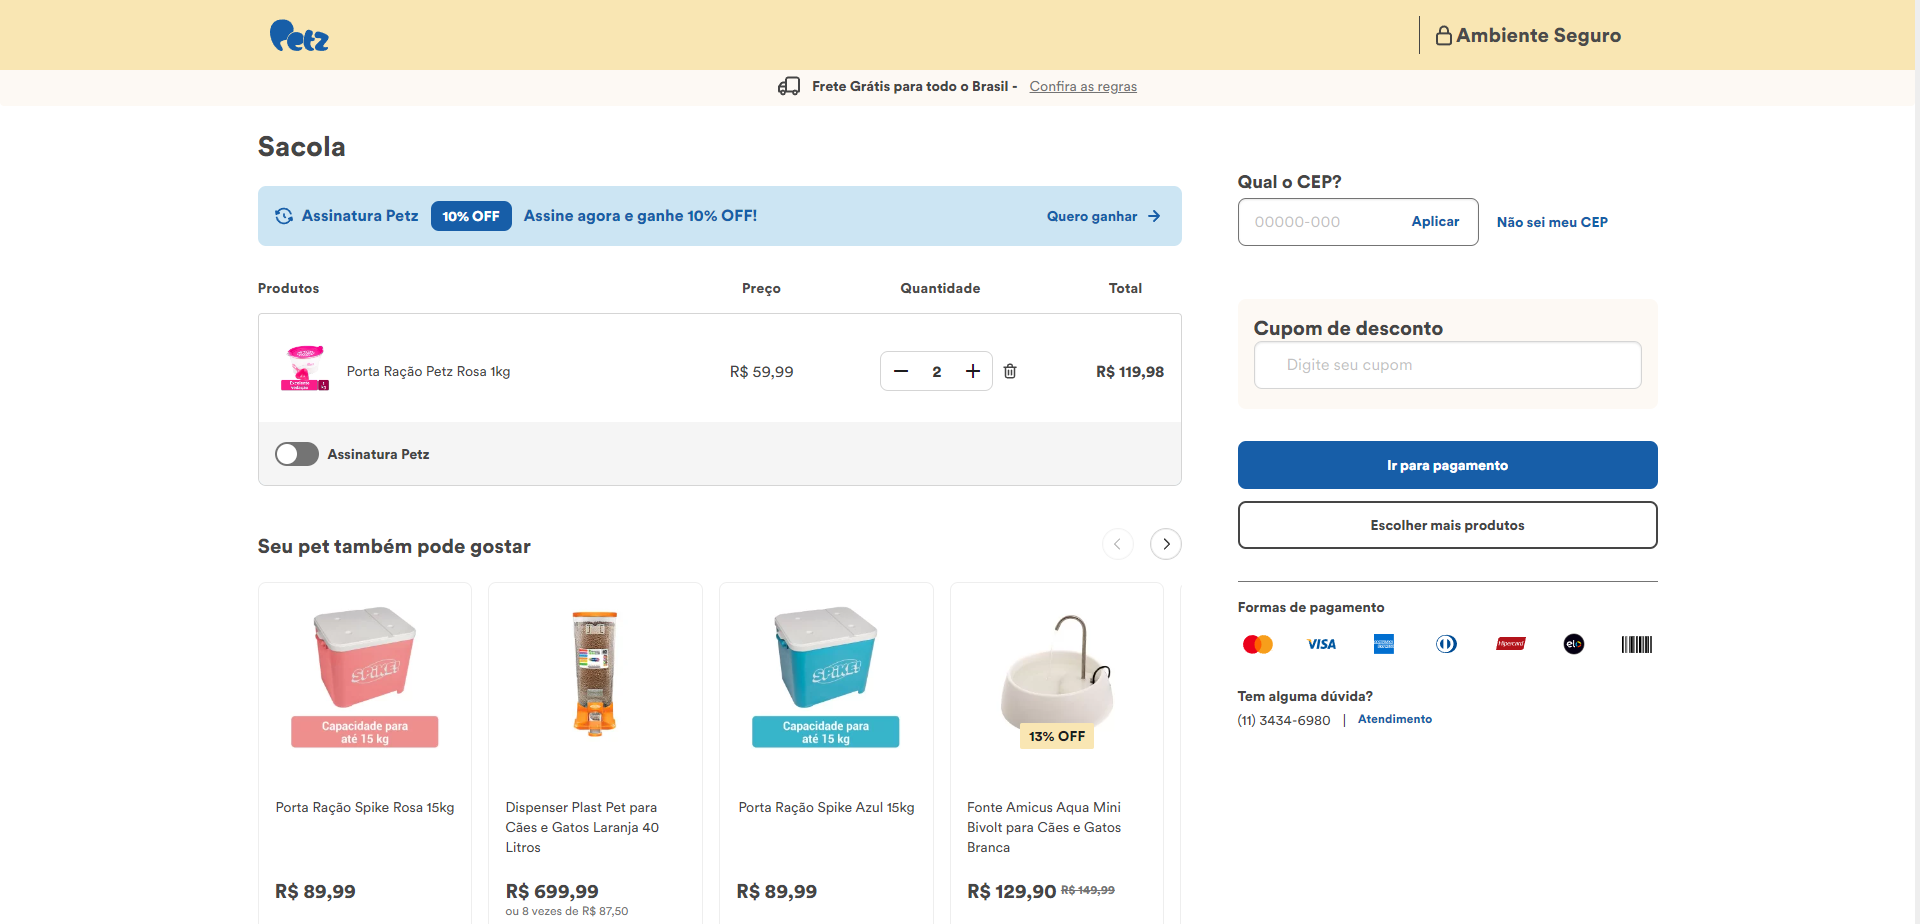 Petz
Ambiente Seguro
Frete Grátis para todo o Brasil - Confira as regras
Sacola
Assinatura Petz 10% OFF Assine agora e ganhe 10% OFF! Quero ganhar
Produtos Preço Quantidade Total
Porta Ração Petz Rosa 1kg R$ 59,99 2 R$ 119,98
Assinatura Petz
Seu pet também pode gostar
SPiKE!
Capacidade para
até 15 kg
Porta Ração Spike Rosa 15kg
R$ 89,99
Dispenser Plast Pet para
Cães e Gatos Laranja 40
Litros
R$ 699,99
ou 8 vezes de R$ 87,50
SPiKE!
Capacidade para
até 15 kg
Porta Ração Spike Azul 15kg
R$ 89,99
13% OFF
Fonte Amicus Aqua Mini
Bivolt para Cães e Gatos
Branca
R$ 129,90 R$ 149,99
Qual o CEP?
00000-000 Aplicar Não sei meu CEP
Cupom de desconto
Digite seu cupom
Ir para pagamento
Escolher mais produtos
Formas de pagamento
VISA Hipercard elo
Tem alguma dúvida?
(11) 3434-6980 | Atendimento